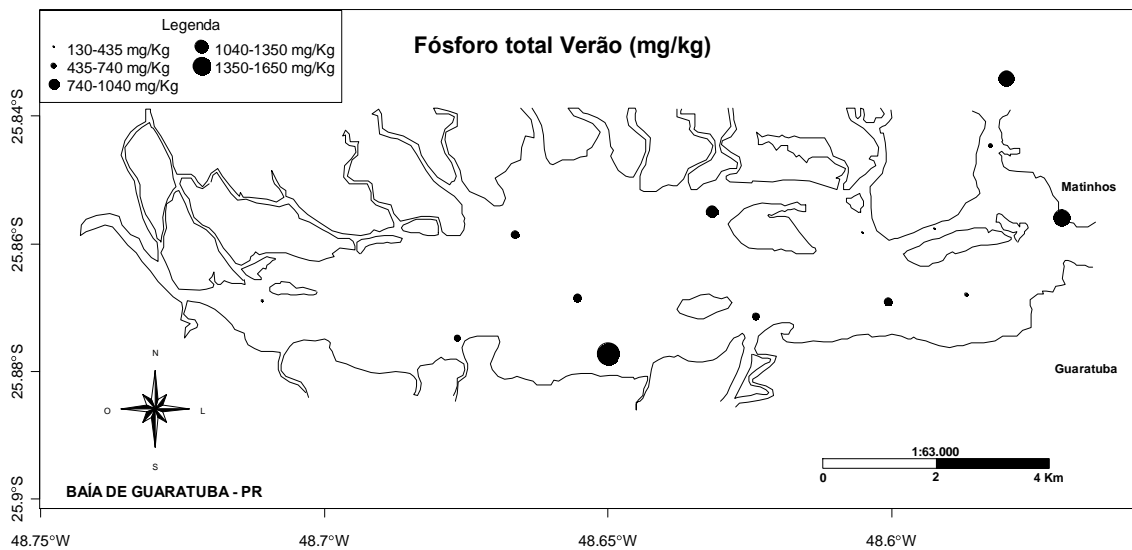 Legenda
130-435 mg/Kg
435-740 mg/Kg
740-1040 mg/Kg
1040-1350 mg/Kg
1350-1650 mg/Kg
Fósforo total Verão (mg/kg)
25.84°S
25.86°S
25.88°S
25.9°S
Matinhos
Guaratuba
N
O
L
S
1:63.000
0
2
4 Km
BAÍA DE GUARATUBA - PR
48.75°W
48.7°W
48.65°W
48.6°W